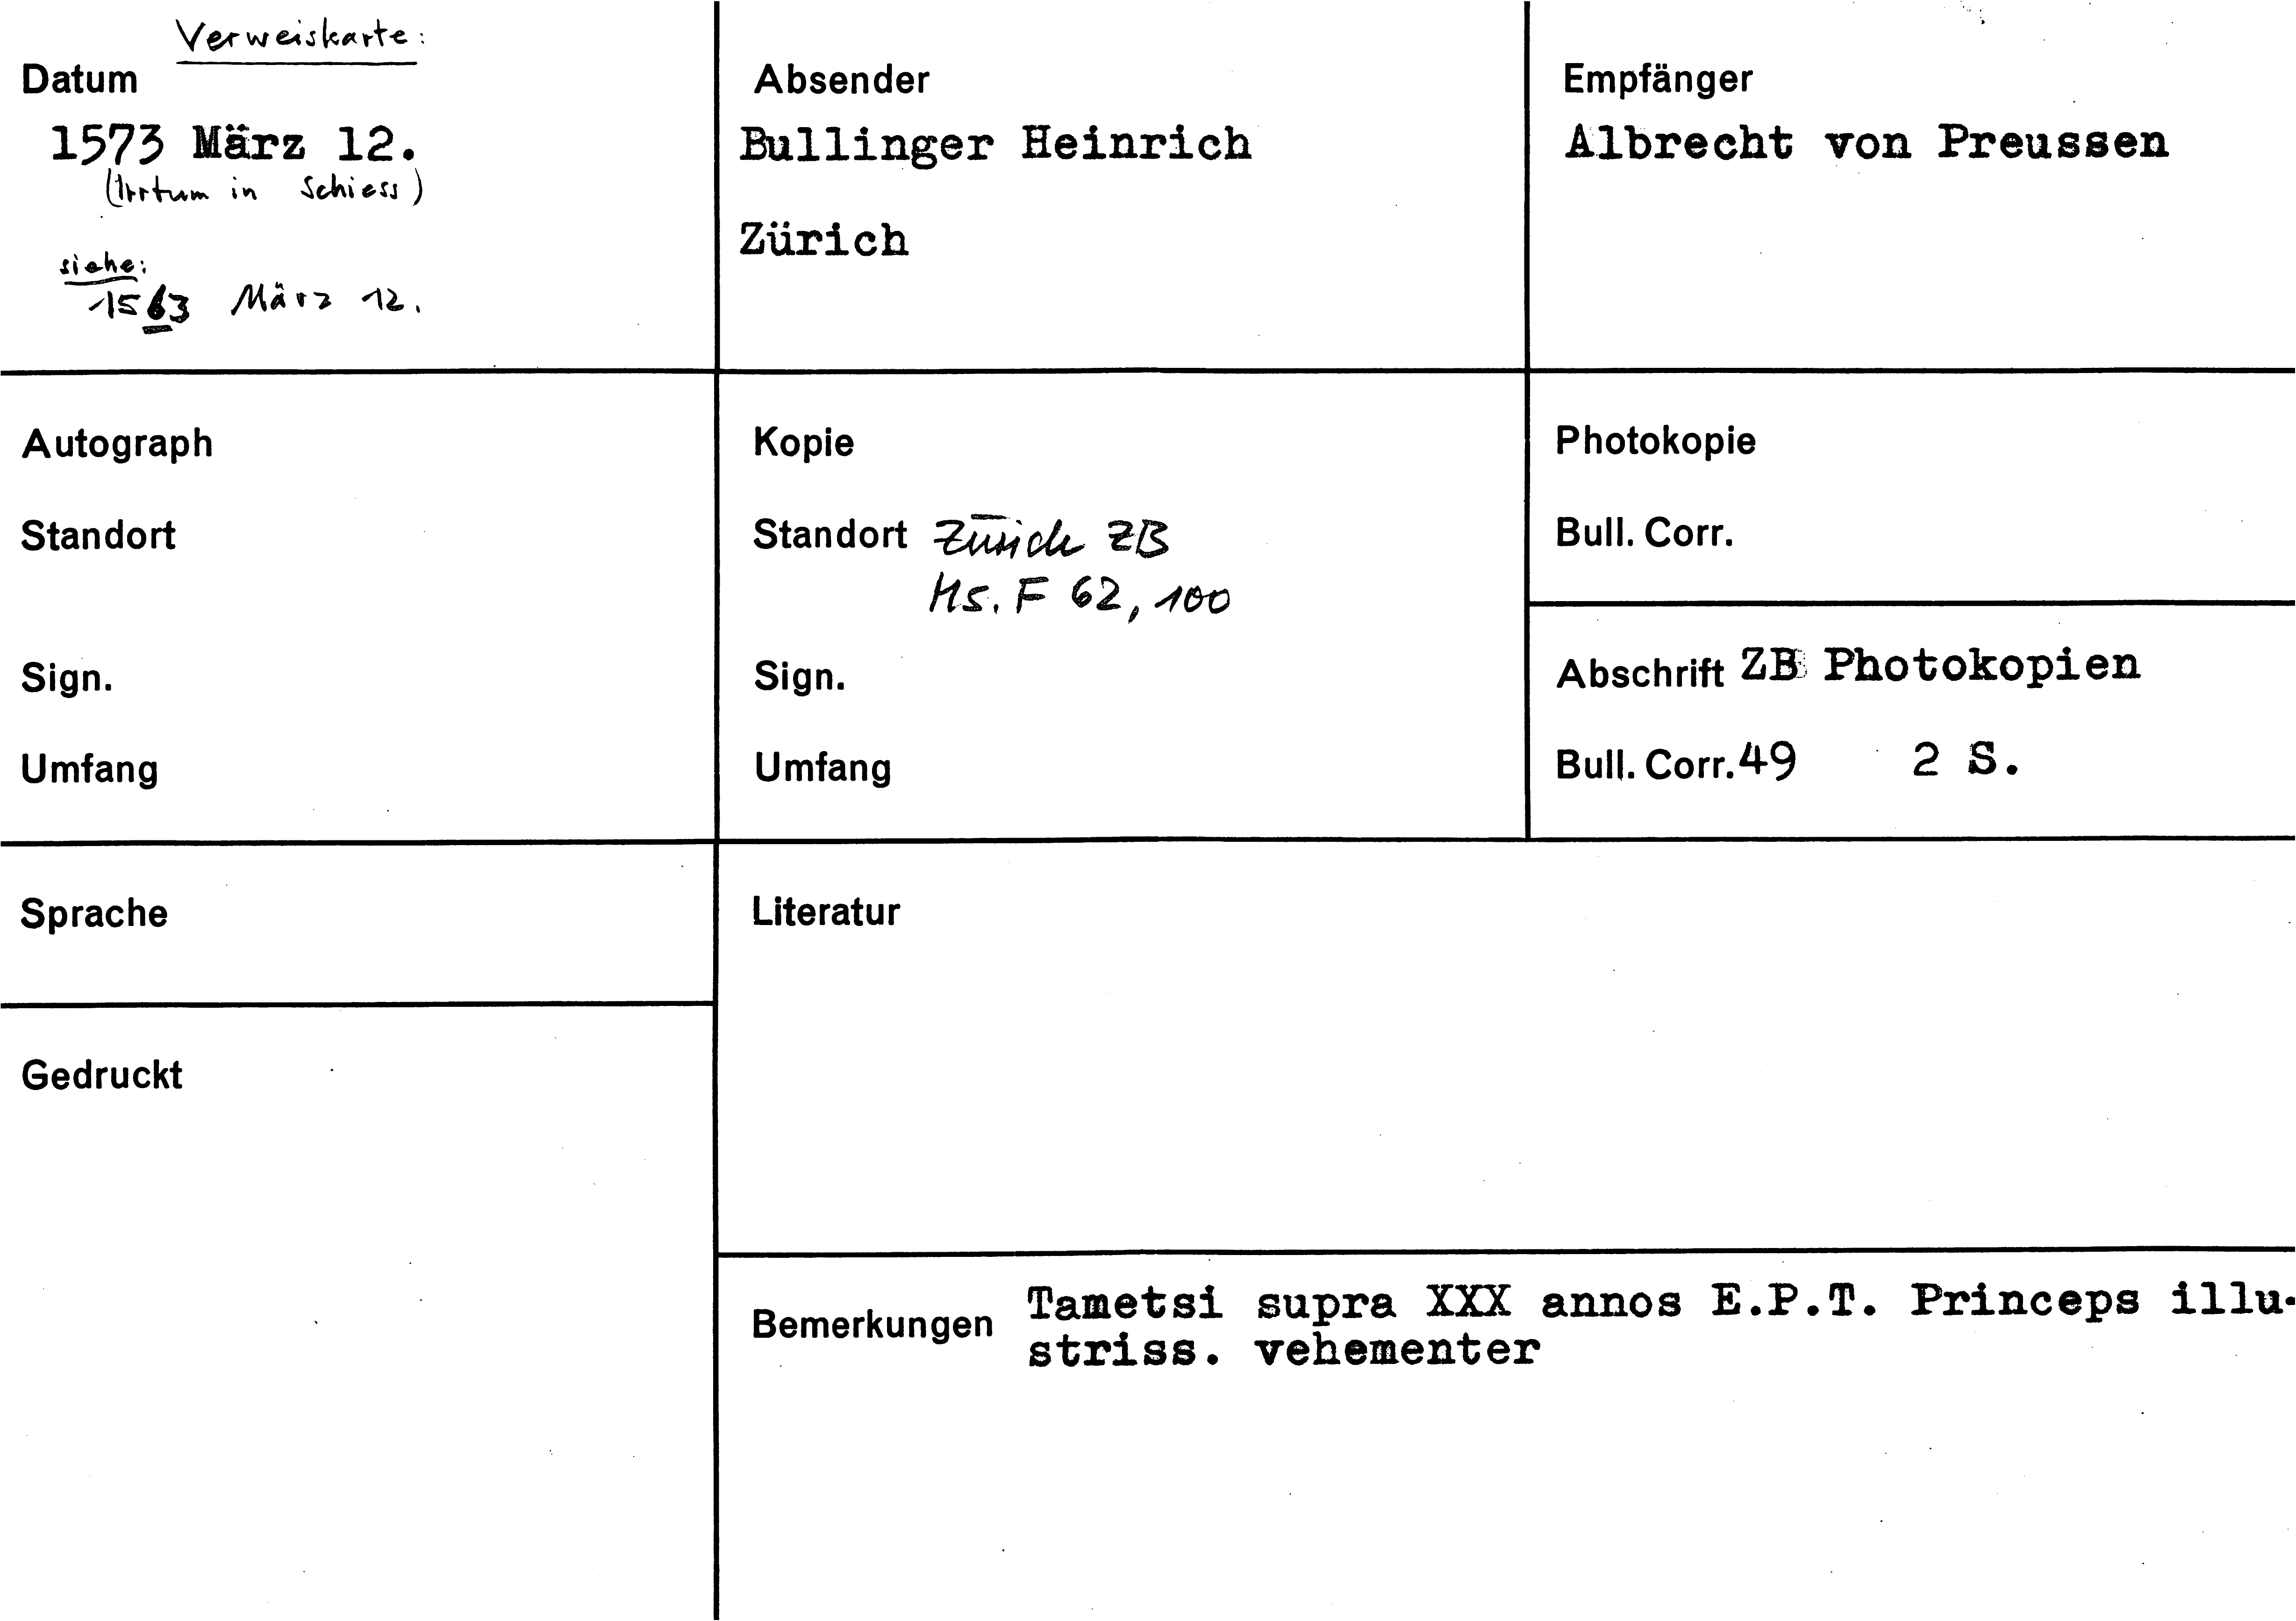 Verweiskarte:
Datum
1573 März 12.
(Irrtum in Schiess)
siehe:
1563 März 12.
Absender
Bullinger Heinrich
Zürich
Empfänger
Albrecht von Preussen
Autograph
Standort
Sign.
Umfang
Kopie
Standort Zürich ZB
Ms. F 62, 100
Sign.
Umfang
Photokopie
Bull. Corr.
Abschrift ZB Photokopien
Bull. Corr. 49 2 S.
Sprache
Gedruckt
Literatur
Bemerkungen Tametsi supra XXX annos E.P.T. Princeps illu-
striss. vehementer